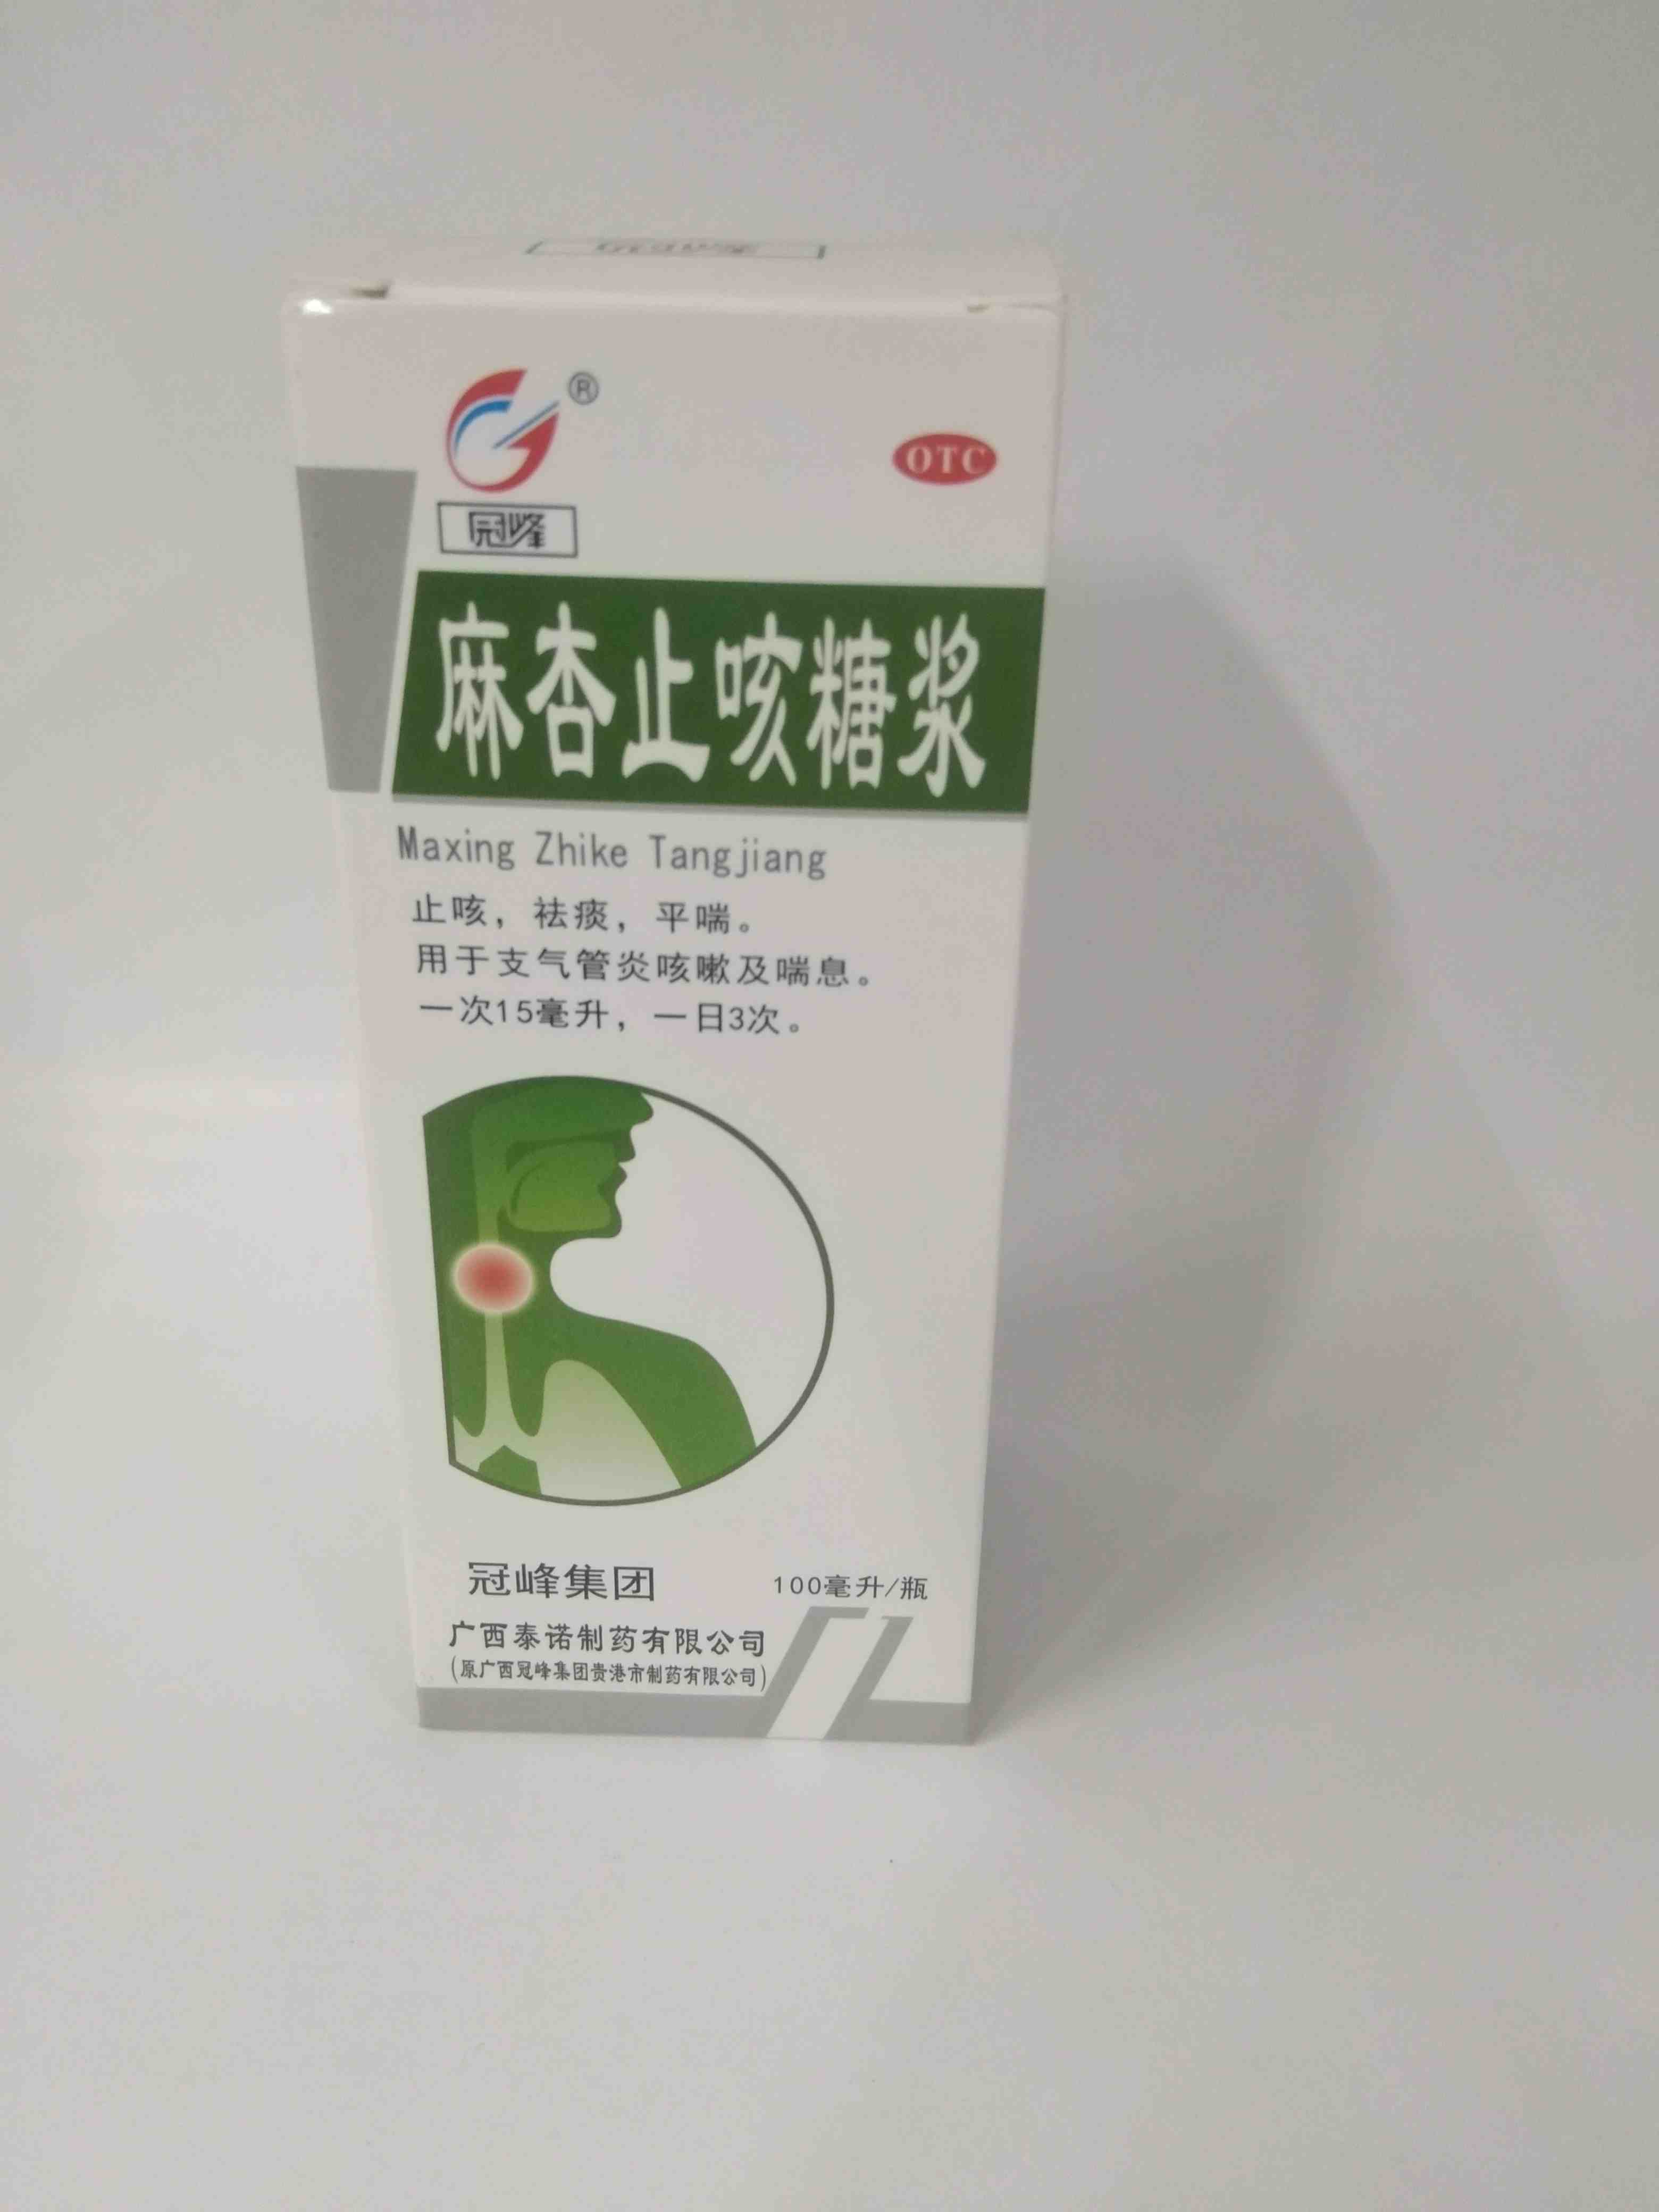 ®
OTC
冠峰
麻杏止咳糖浆
Maxing Zhike Tangjiang
止咳，祛痰，平喘。
用于支气管炎咳嗽及喘息。
一次15毫升，一日3次。
冠峰集团
100毫升/瓶
广西泰诺制药有限公司
(原广西冠峰集团贵港市制药有限公司)